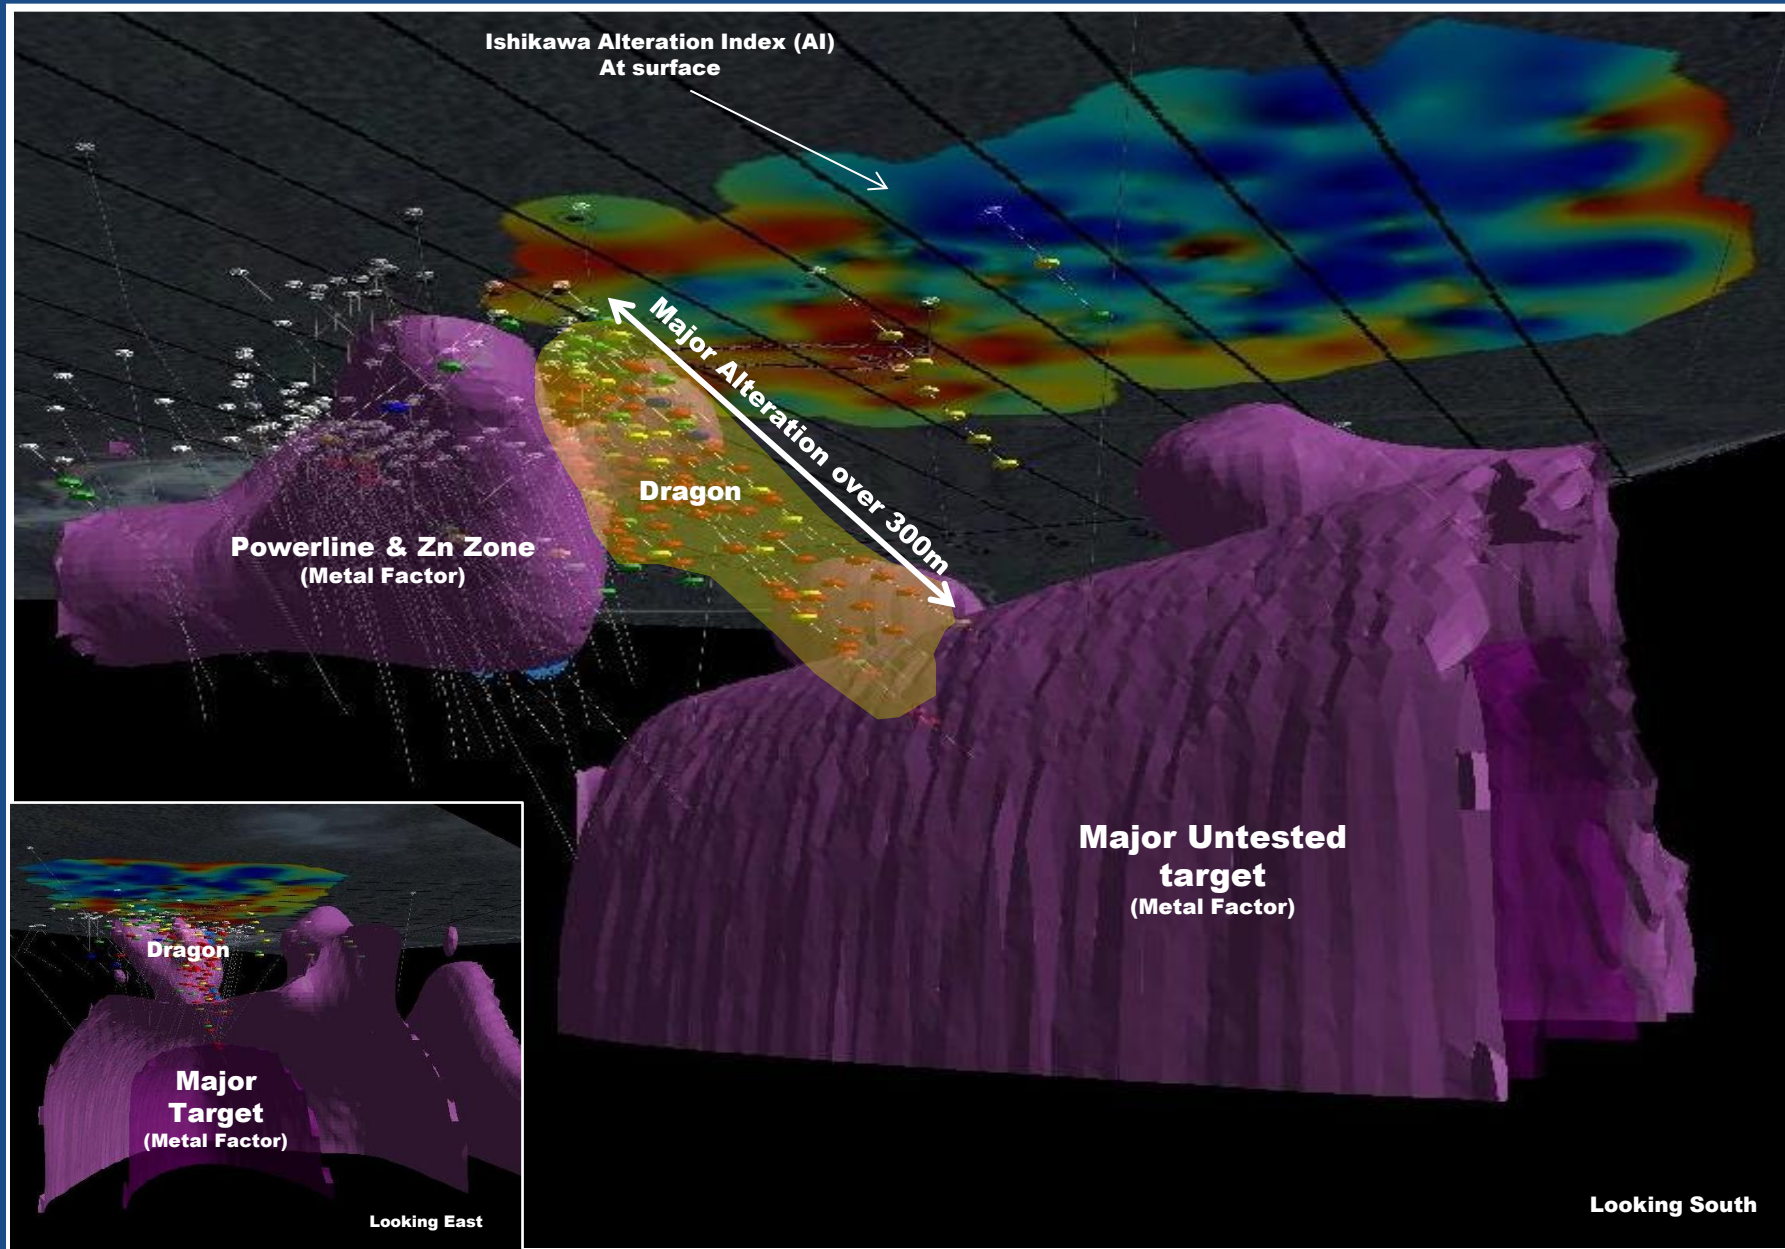 Ishikawa Alteration Index (AI)
At surface
Major Alteration over 300m
Dragon
Powerline & Zn Zone
(Metal Factor)
Major Untested
target
(Metal Factor)
Looking South
Dragon
Major
Target
(Metal Factor)
Looking East